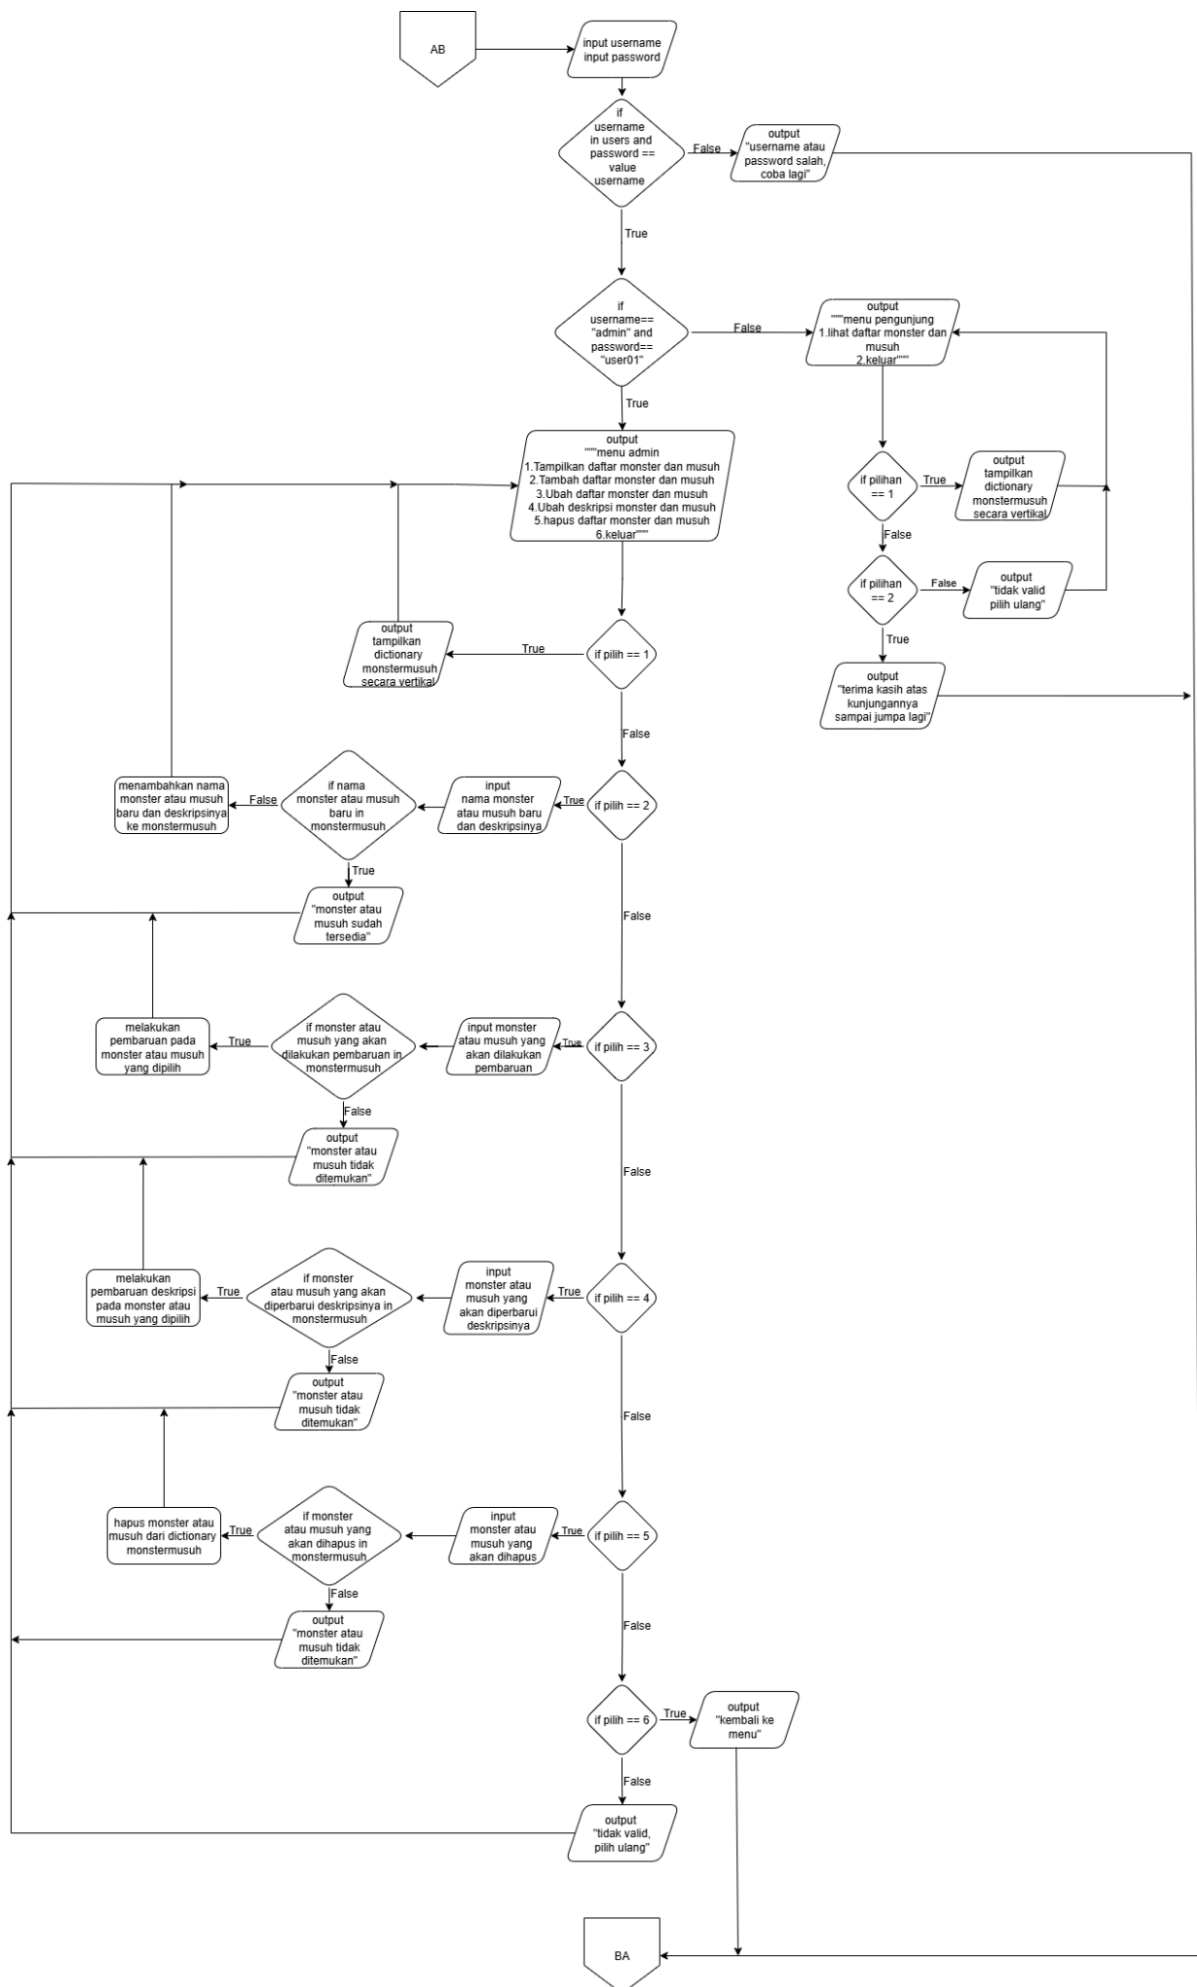 AB
input username
input password
if
username
in users and
password ==
value
username
False
output
"username atau
password salah,
coba lagi"
True
if
username==
"admin" and
password==
"user01"
False
output
"""menu pengunjung
1.lihat daftar monster dan
musuh
2.keluar"""
True
output
"""menu admin
1.Tampilkan daftar monster dan musuh
2.Tambah daftar monster dan musuh
3.Ubah daftar monster dan musuh
4.Ubah deskripsi monster dan musuh
5.hapus daftar monster dan musuh
6.keluar"""
if pilihan
== 1
True
output
tampilkan
dictionary
monstermusuh
secara vertikal
False
if pilihan
== 2
False
output
"tidak valid
pilih ulang"
True
output
"terima kasih atas
kunjungannya
sampai jumpa lagi"
if pilih == 1
True
output
tampilkan
dictionary
monstermusuh
secara vertikal
False
if pilih == 2
True
input
nama monster
atau musuh baru
dan deskripsinya
if nama
monster atau musuh
baru in
monstermusuh
False
menambahkan nama
monster atau musuh
baru dan deskripsinya
ke monstermusuh
True
output
"monster atau
musuh sudah
tersedia"
False
if pilih == 3
True
input monster
atau musuh yang
akan dilakukan
pembaruan
if monster atau
musuh yang akan
dilakukan pembaruan in
monstermusuh
True
melakukan
pembaruan pada
monster atau musuh
yang dipilih
False
output
"monster atau
musuh tidak
ditemukan"
False
if pilih == 4
True
input
monster atau
musuh yang
akan diperbarui
deskripsinya
if monster
atau musuh yang akan
diperbarui deskripsinya in
monstermusuh
True
melakukan
pembaruan deskripsi
pada monster atau
musuh yang dipilih
False
output
"monster atau
musuh tidak
ditemukan"
False
if pilih == 5
True
input
monster atau
musuh yang
akan dihapus
if monster
atau musuh yang
akan dihapus in
monstermusuh
True
hapus monster atau
musuh dari dictionary
monstermusuh
False
output
"monster atau
musuh tidak
ditemukan"
False
if pilih == 6
True
output
"kembali ke
menu"
False
output
"tidak valid,
pilih ulang"
BA